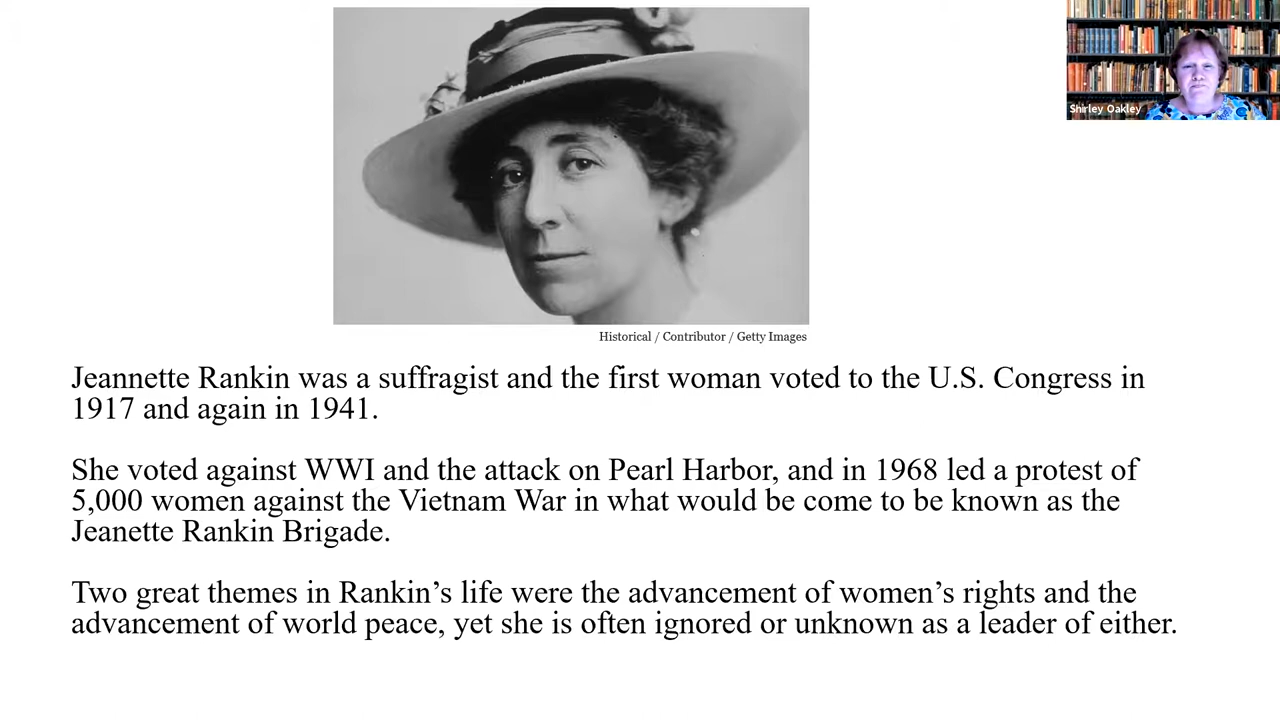 Shirley Oakley
Historical / Contributor / Getty Images
Jeannette Rankin was a suffragist and the first woman voted to the U.S. Congress in
1917 and again in 1941.
She voted against WWI and the attack on Pearl Harbor, and in 1968 led a protest of
5,000 women against the Vietnam War in what would be come to be known as the
Jeanette Rankin Brigade.
Two great themes in Rankin’s life were the advancement of women’s rights and the
advancement of world peace, yet she is often ignored or unknown as a leader of either.